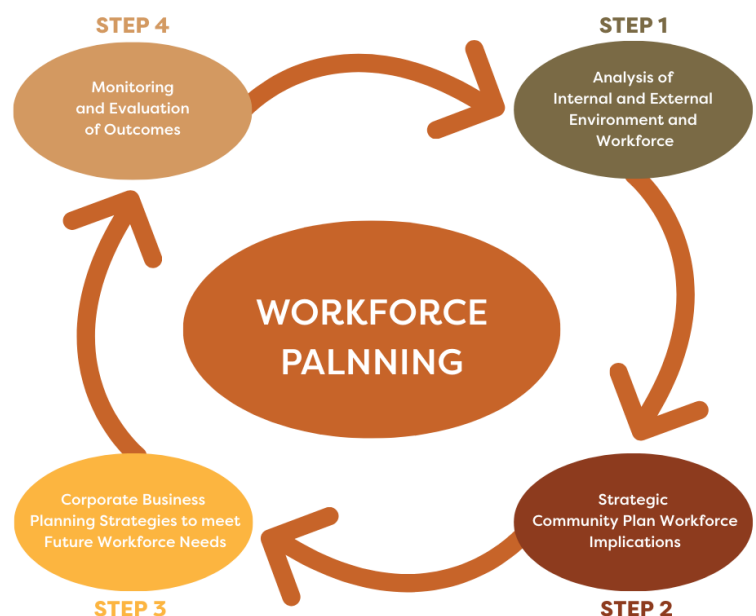 STEP 4
Monitoring
and Evaluation
of Outcomes
STEP 1
Analysis of
Internal and External
Environment and
Workforce
WORKFORCE
PALNNING
Corporate Business
Planning Strategies to meet
Future Workforce Needs
STEP 3
Strategic
Community Plan Workforce
Implications
STEP 2